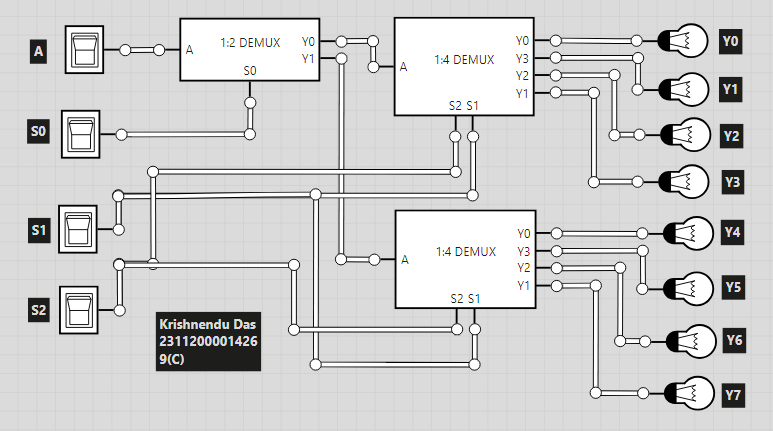 A
S0
S1
S2
A
1:2 DEMUX
Y0
Y1
S0
A
1:4 DEMUX
Y0
Y3
Y2
Y1
S2 S1
A
1:4 DEMUX
Y0
Y3
Y2
Y1
S2 S1
Y0
Y1
Y2
Y3
Y4
Y5
Y6
Y7
Krishnendu Das
2311200001426
9(C)